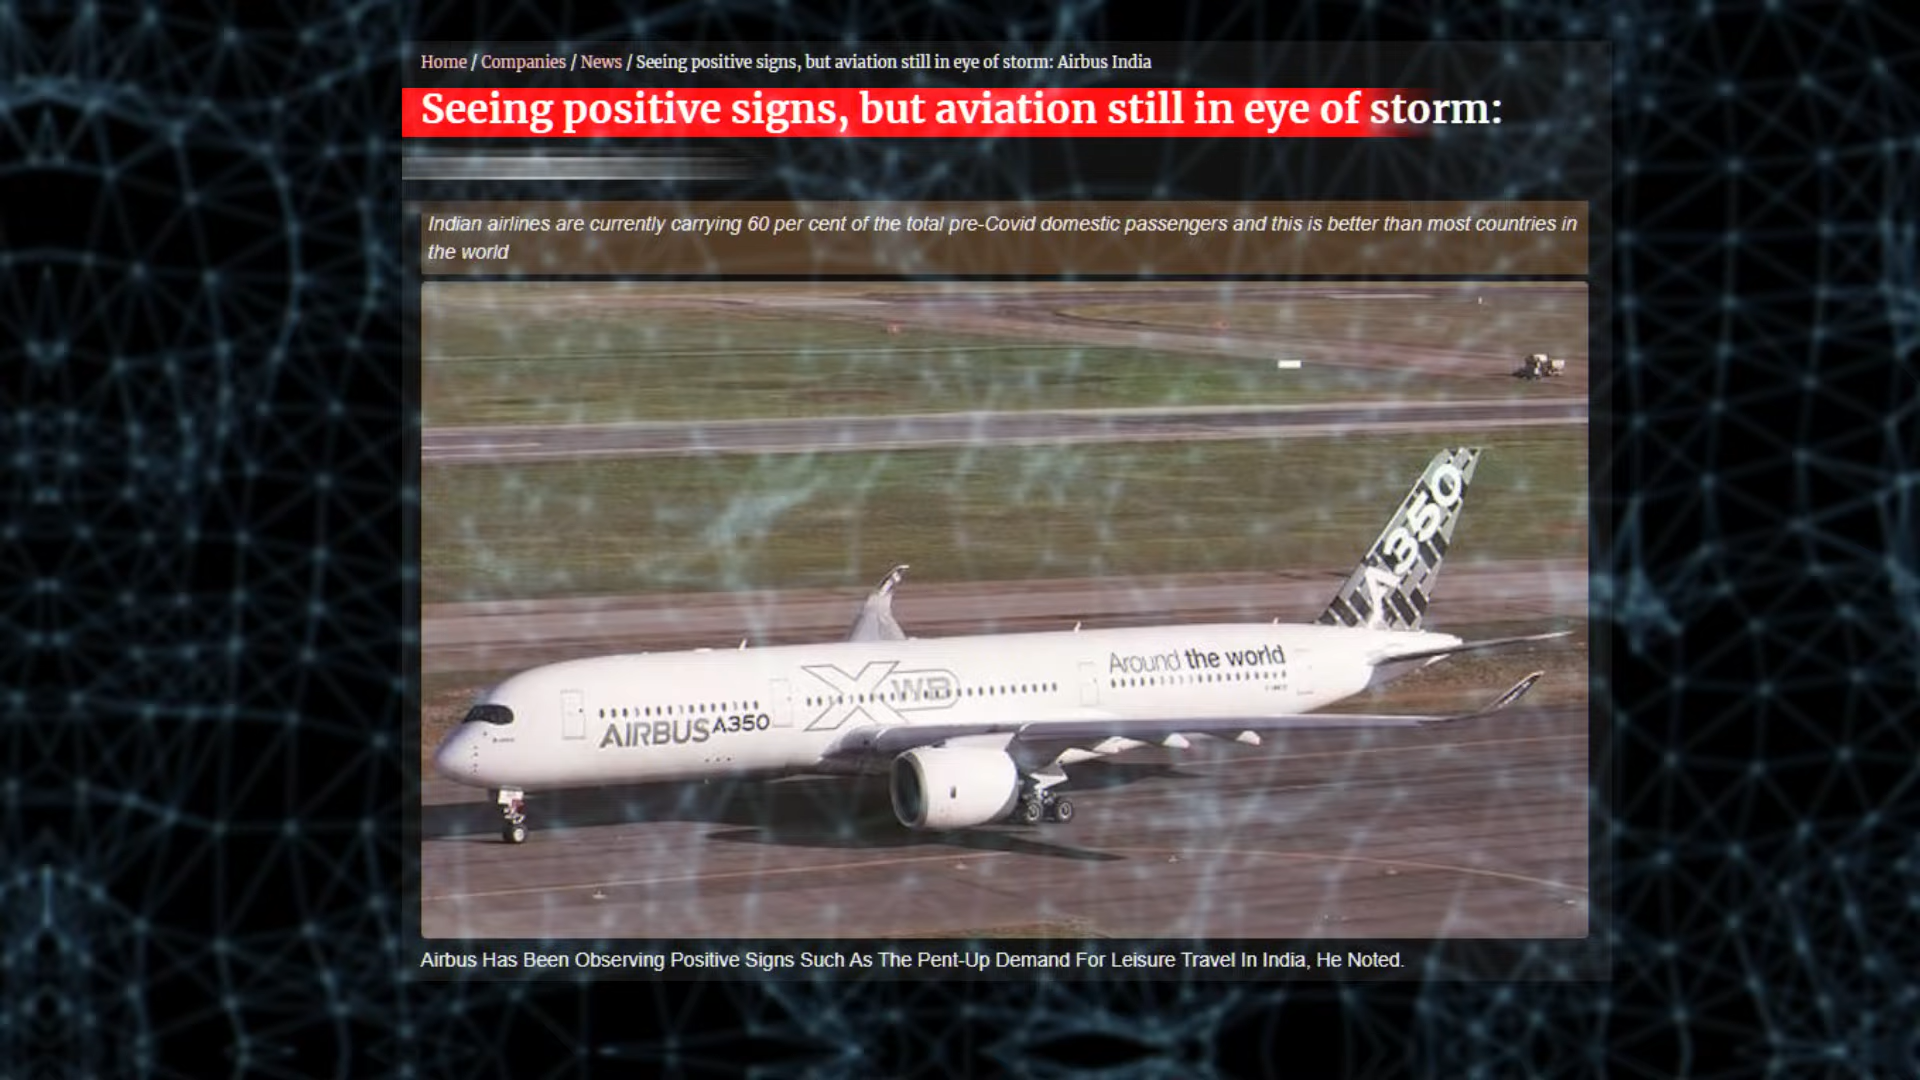 Home / Companies / News / Seeing positive signs, but aviation still in eye of storm: Airbus India
Seeing positive signs, but aviation still in eye of storm:
Indian airlines are currently carrying 60 per cent of the total pre-Covid domestic passengers and this is better than most countries in
the world
A350
Around the world
XWB
AIRBUS A350
Airbus Has Been Observing Positive Signs Such As The Pent-Up Demand For Leisure Travel In India, He Noted.